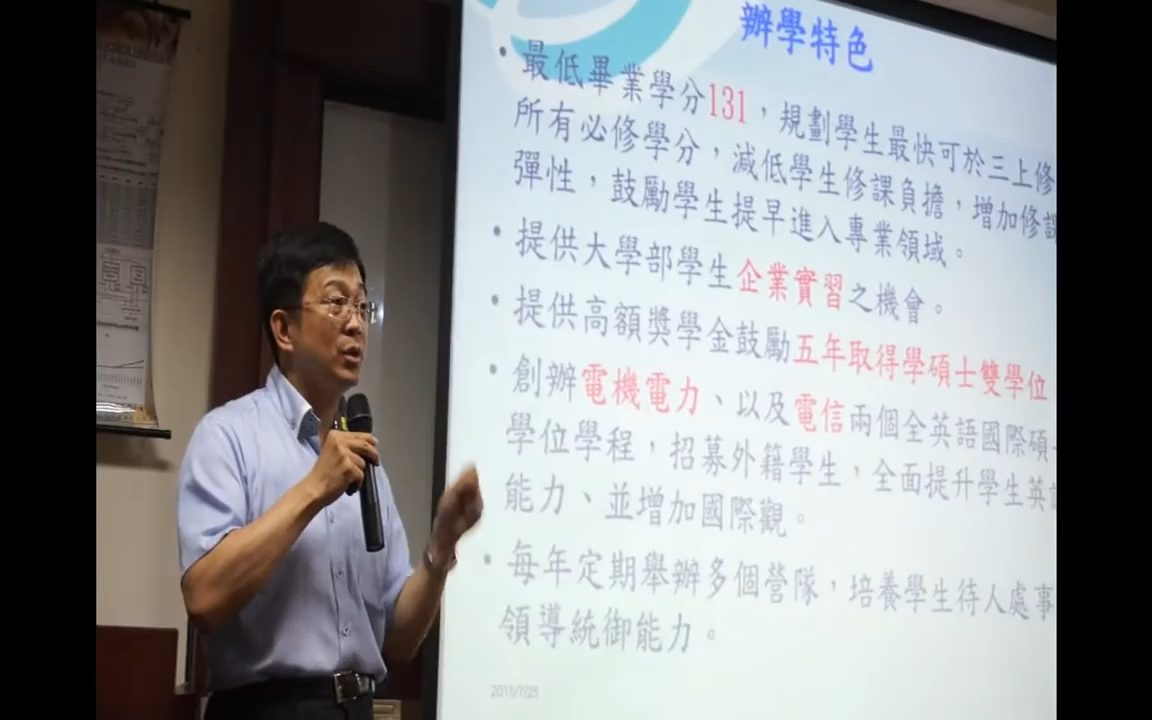 辦學特色
• 最低畢業學分131，規劃學生最快可於三上修
所有必修學分，減低學生修課負擔，增加修課
彈性，鼓勵學生提早進入專業領域。
• 提供大學部學生企業實習之機會。
• 提供高額獎學金鼓勵五年取得學碩士雙學位
• 創辦電機電力、以及電信兩個全英語國際碩
學位學程，招募外籍學生，全面提升學生英語
能力、並增加國際觀。
• 每年定期舉辦多個營隊，培養學生待人處事
領導統御能力。
2015/7/25